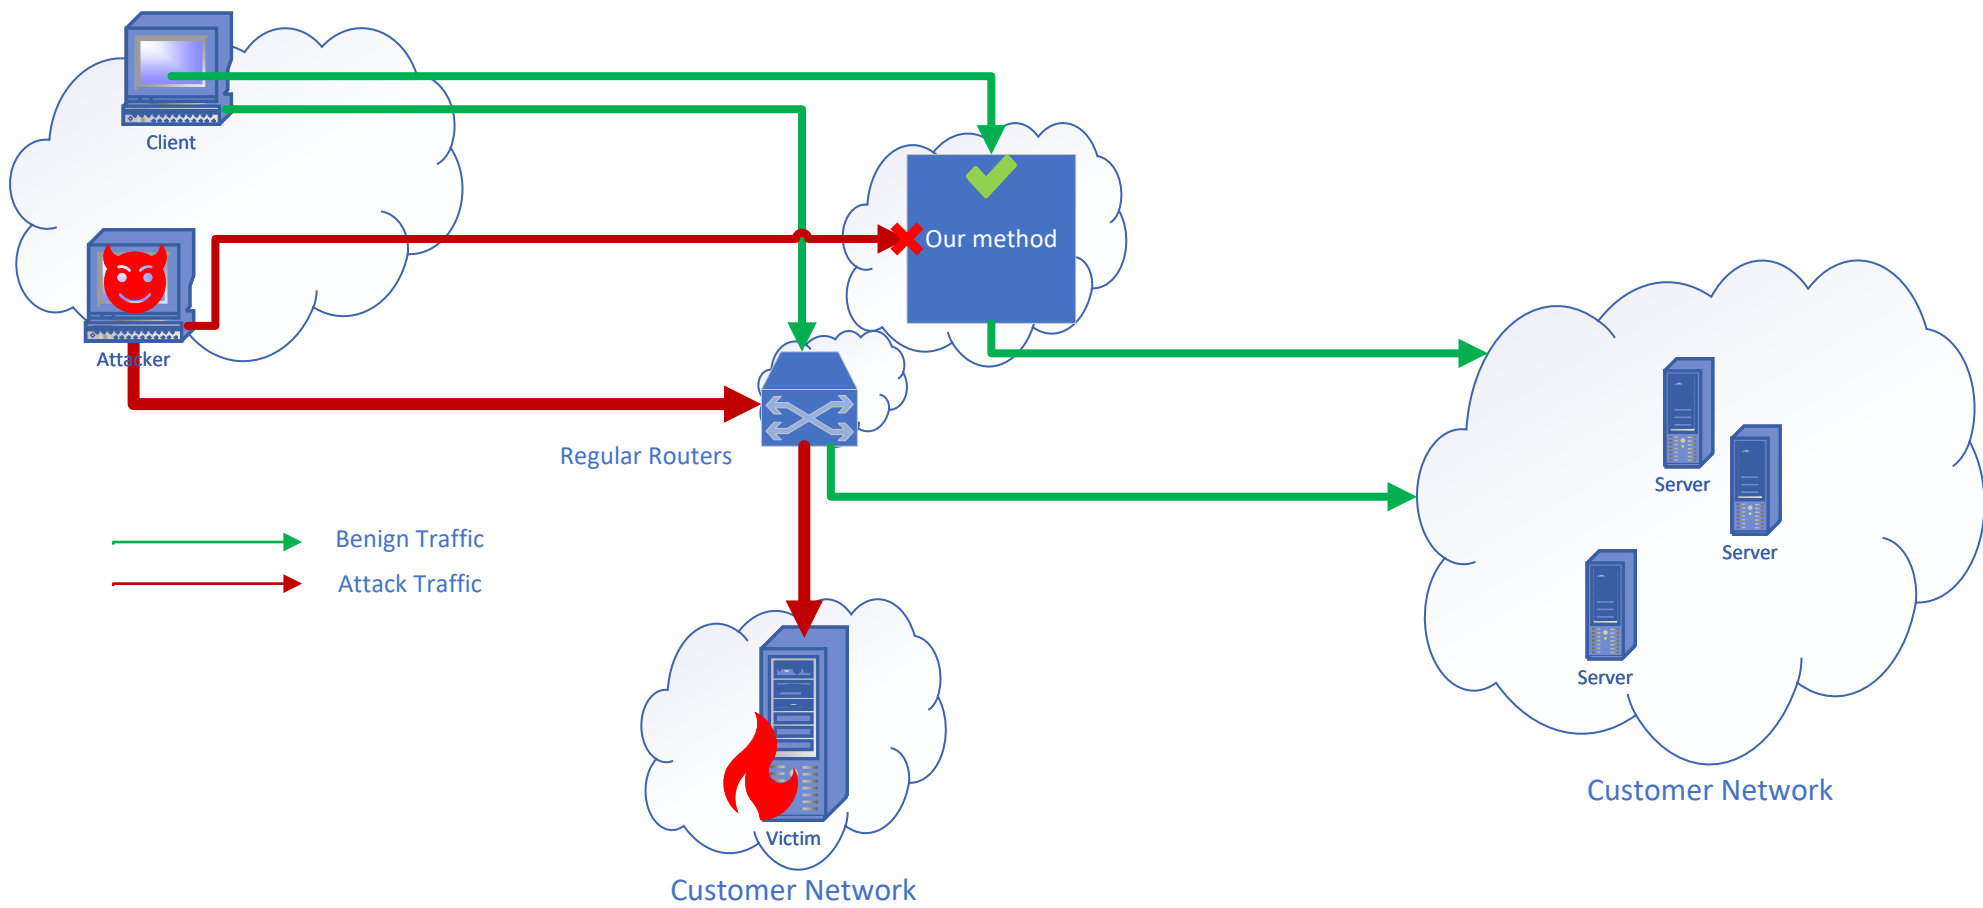 Client
Our method
Attacker
Regular Routers
Server
Server
Server
Benign Traffic
Attack Traffic
Victim
Customer Network
Customer Network